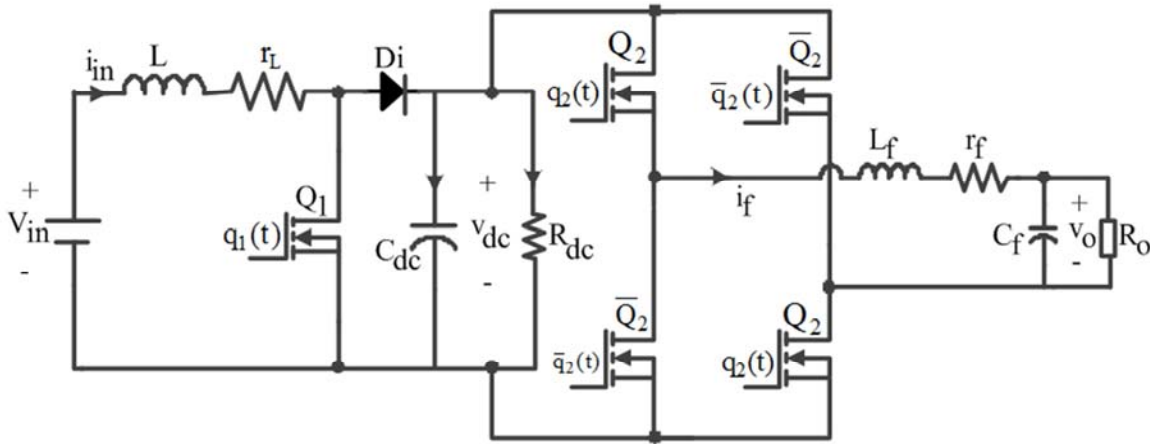 L
r_L
Di
i_in
+
V_in
-
Q_1
q_1(t)
C_dc
+
v_dc
-
R_dc
Q_2
q_2(t)
Q̅_2
q̅_2(t)
i_f
L_f
r_f
C_f
+
v_o
-
R_o
Q̅_2
q̅_2(t)
Q_2
q_2(t)